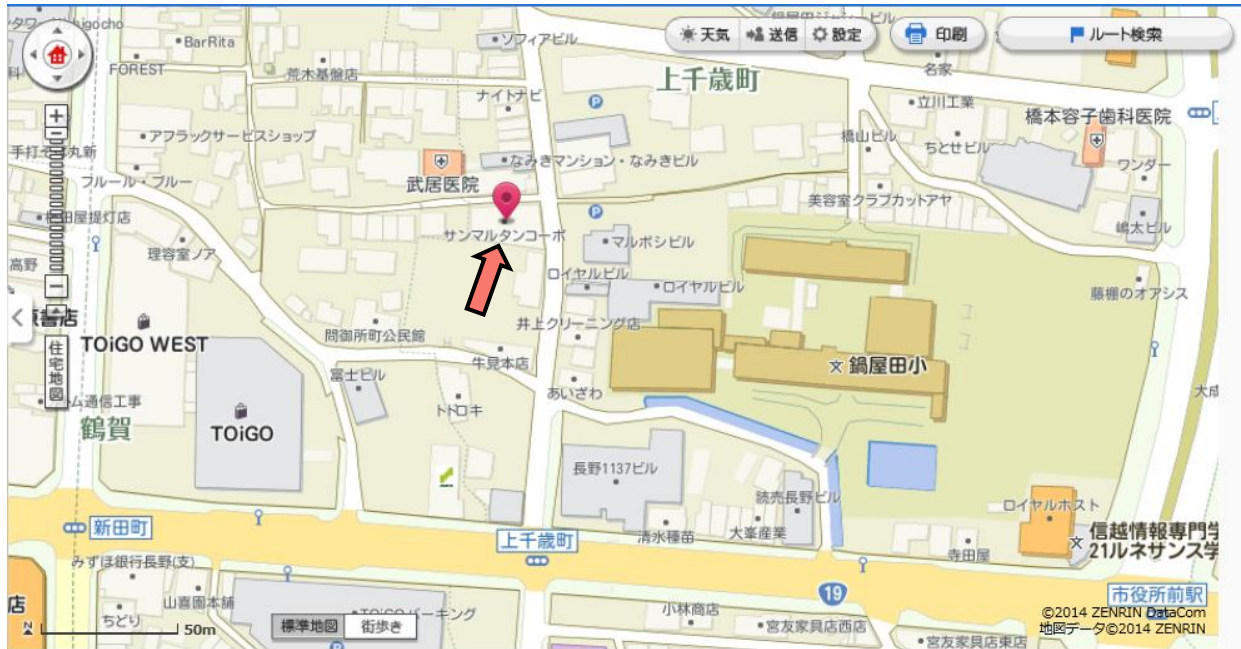 igocho
BarRita
FOREST
荒木基盤店
ソフィアビル
天気
送信
設定
印刷
ルート検索
上千歳町
名家
ナイトナビ
立川工業
橋本容子歯科医院
アフラックサービスショップ
なみきマンション・なみきビル
橋山ビル
ちとせビル
ワンダー
武居医院
フルール・ブルー
美容室クラブカットアヤ
嶋太ビル
田屋提灯店
サンマルタンコーポ
マルボシビル
理容室ノア
高野
ロイヤルビル
ロイヤルビル
藤棚のオアシス
井上クリーニング店
問御所町公民館
TOiGO WEST
住宅地図
牛見本店
富士ビル
鍋屋田小
あいざわ
トドロキ
ム通信工事
鶴賀
TOiGO
長野1137ビル
読売長野ビル
ロイヤルホスト
新田町
上千歳町
清水種苗
大峯産業
寺田屋
信越情報専門学
21ルネサンス学
みずほ銀行長野(支)
19
市役所前駅
店
ちどり
山喜園本舗
TOiGOパーキング
小林商店
宮友家具店西店
宮友家具店東店
N
50m
標準地図
街歩き
©2014 ZENRIN DataCom
地図データ©2014 ZENRIN